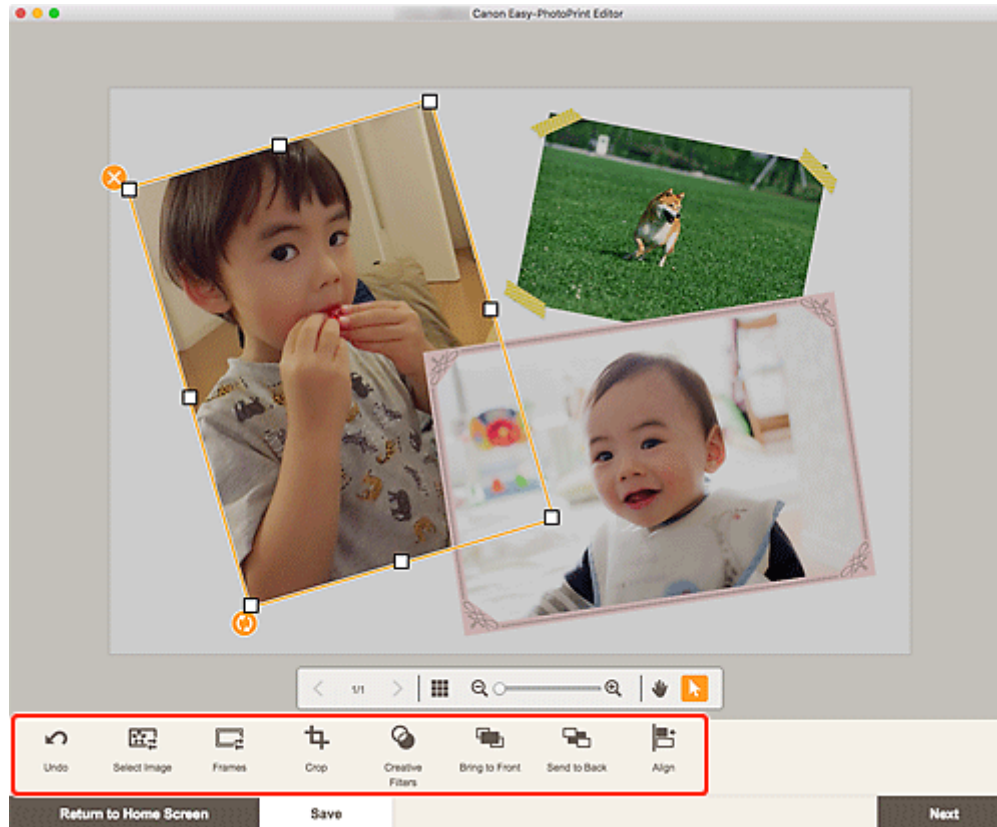 Canon Easy-PhotoPrint Editor
1/1
Undo
Select Image
Frames
Crop
Creative
Filters
Bring to Front
Send to Back
Align
Return to Home Screen
Save
Next